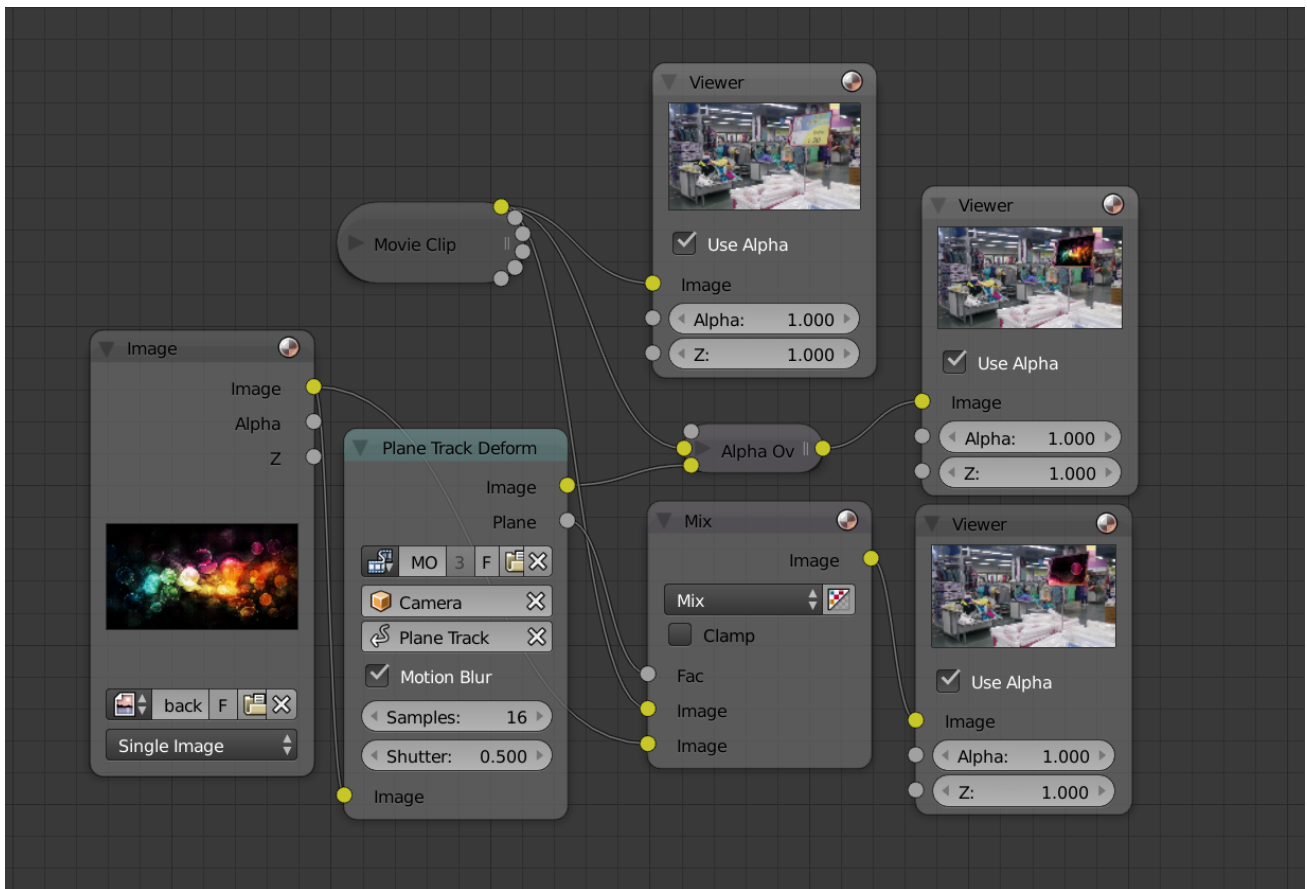 Viewer
Use Alpha
Image
Alpha: 1.000
Z: 1.000
Movie Clip
Viewer
Use Alpha
Image
Alpha: 1.000
Z: 1.000
Image
Image
Alpha
Z
back F
Single Image
Plane Track Deform
Image
Plane
MO 3 F
Camera
Plane Track
Motion Blur
Samples: 16
Shutter: 0.500
Image
Alpha Ov
Mix
Image
Mix
Clamp
Fac
Image
Image
Viewer
Use Alpha
Image
Alpha: 1.000
Z: 1.000